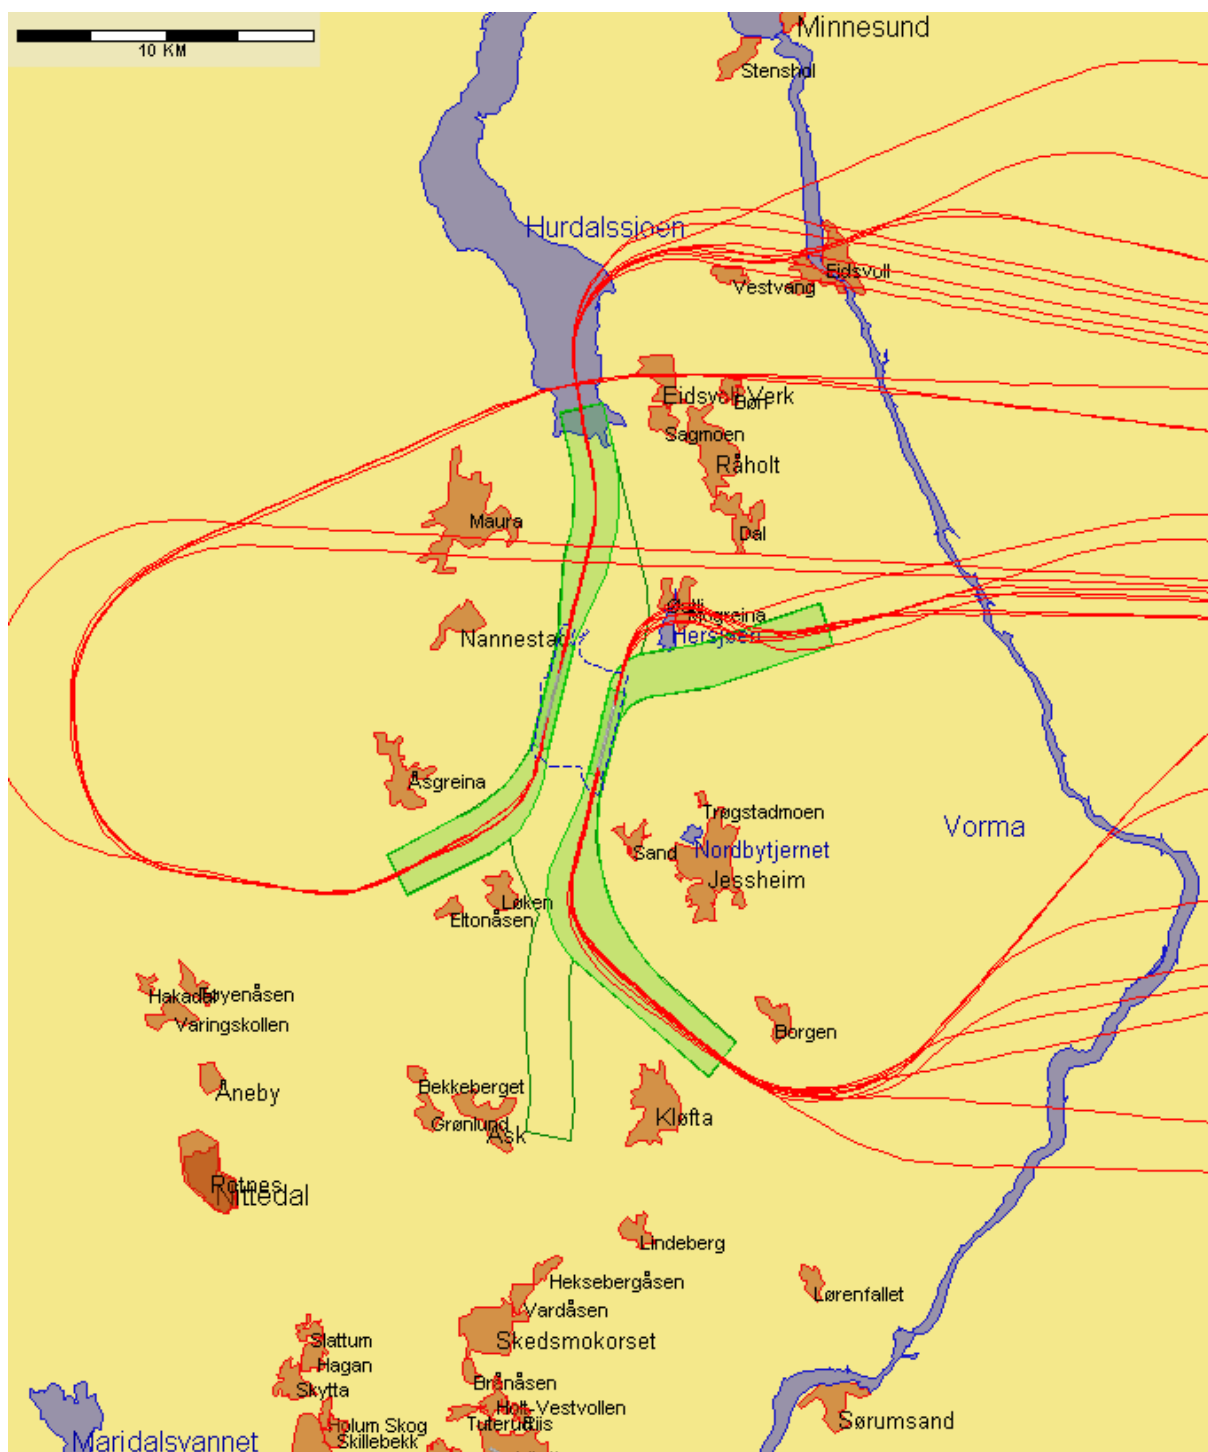 Minnesund
10 KM
Stenshol
Hurdalssjoen
Eidsvoll
Vestvang
Eidsvoll Verk
Bøn
Sagmoen
Råholt
Maura
Dal
Mogreina
Nannestad
Hersjøen
Åsgreina
Trøgstadmoen
Vorma
Sand
Nordbytjernet
Jessheim
Løken
Eltonåsen
Hakadal
Varingskollen
Borgen
Bekkeberget
Åneby
Grønlund
Kløfta
Ask
Rotnes
Nittedal
Lindeberg
Heksebergåsen
Lørenfallet
Vardåsen
Slattum
Skedsmokorset
Hagan
Skytta
Brånåsen
Holt-Vestvollen
Holum Skog
Sørumsand
Skillebekk
Maridalsvannet